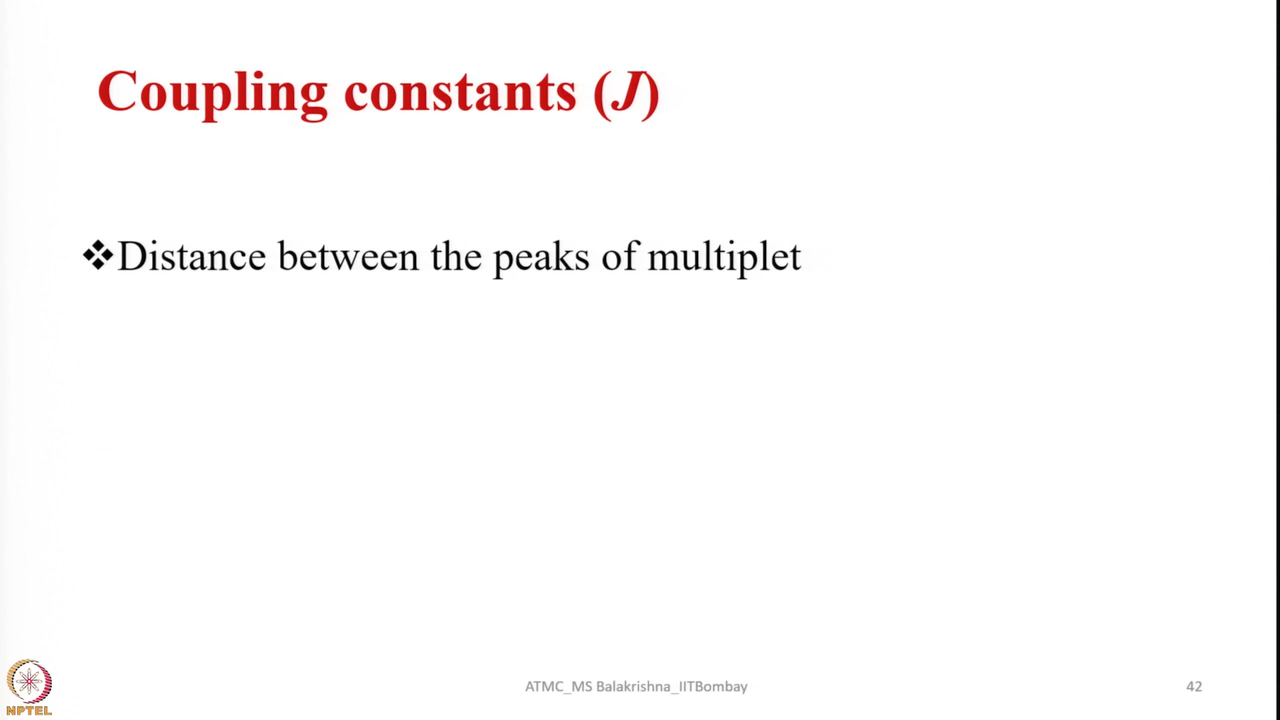 Coupling constants (J)
❖Distance between the peaks of multiplet
NPTEL
ATMC_MS Balakrishna_IITBombay
42